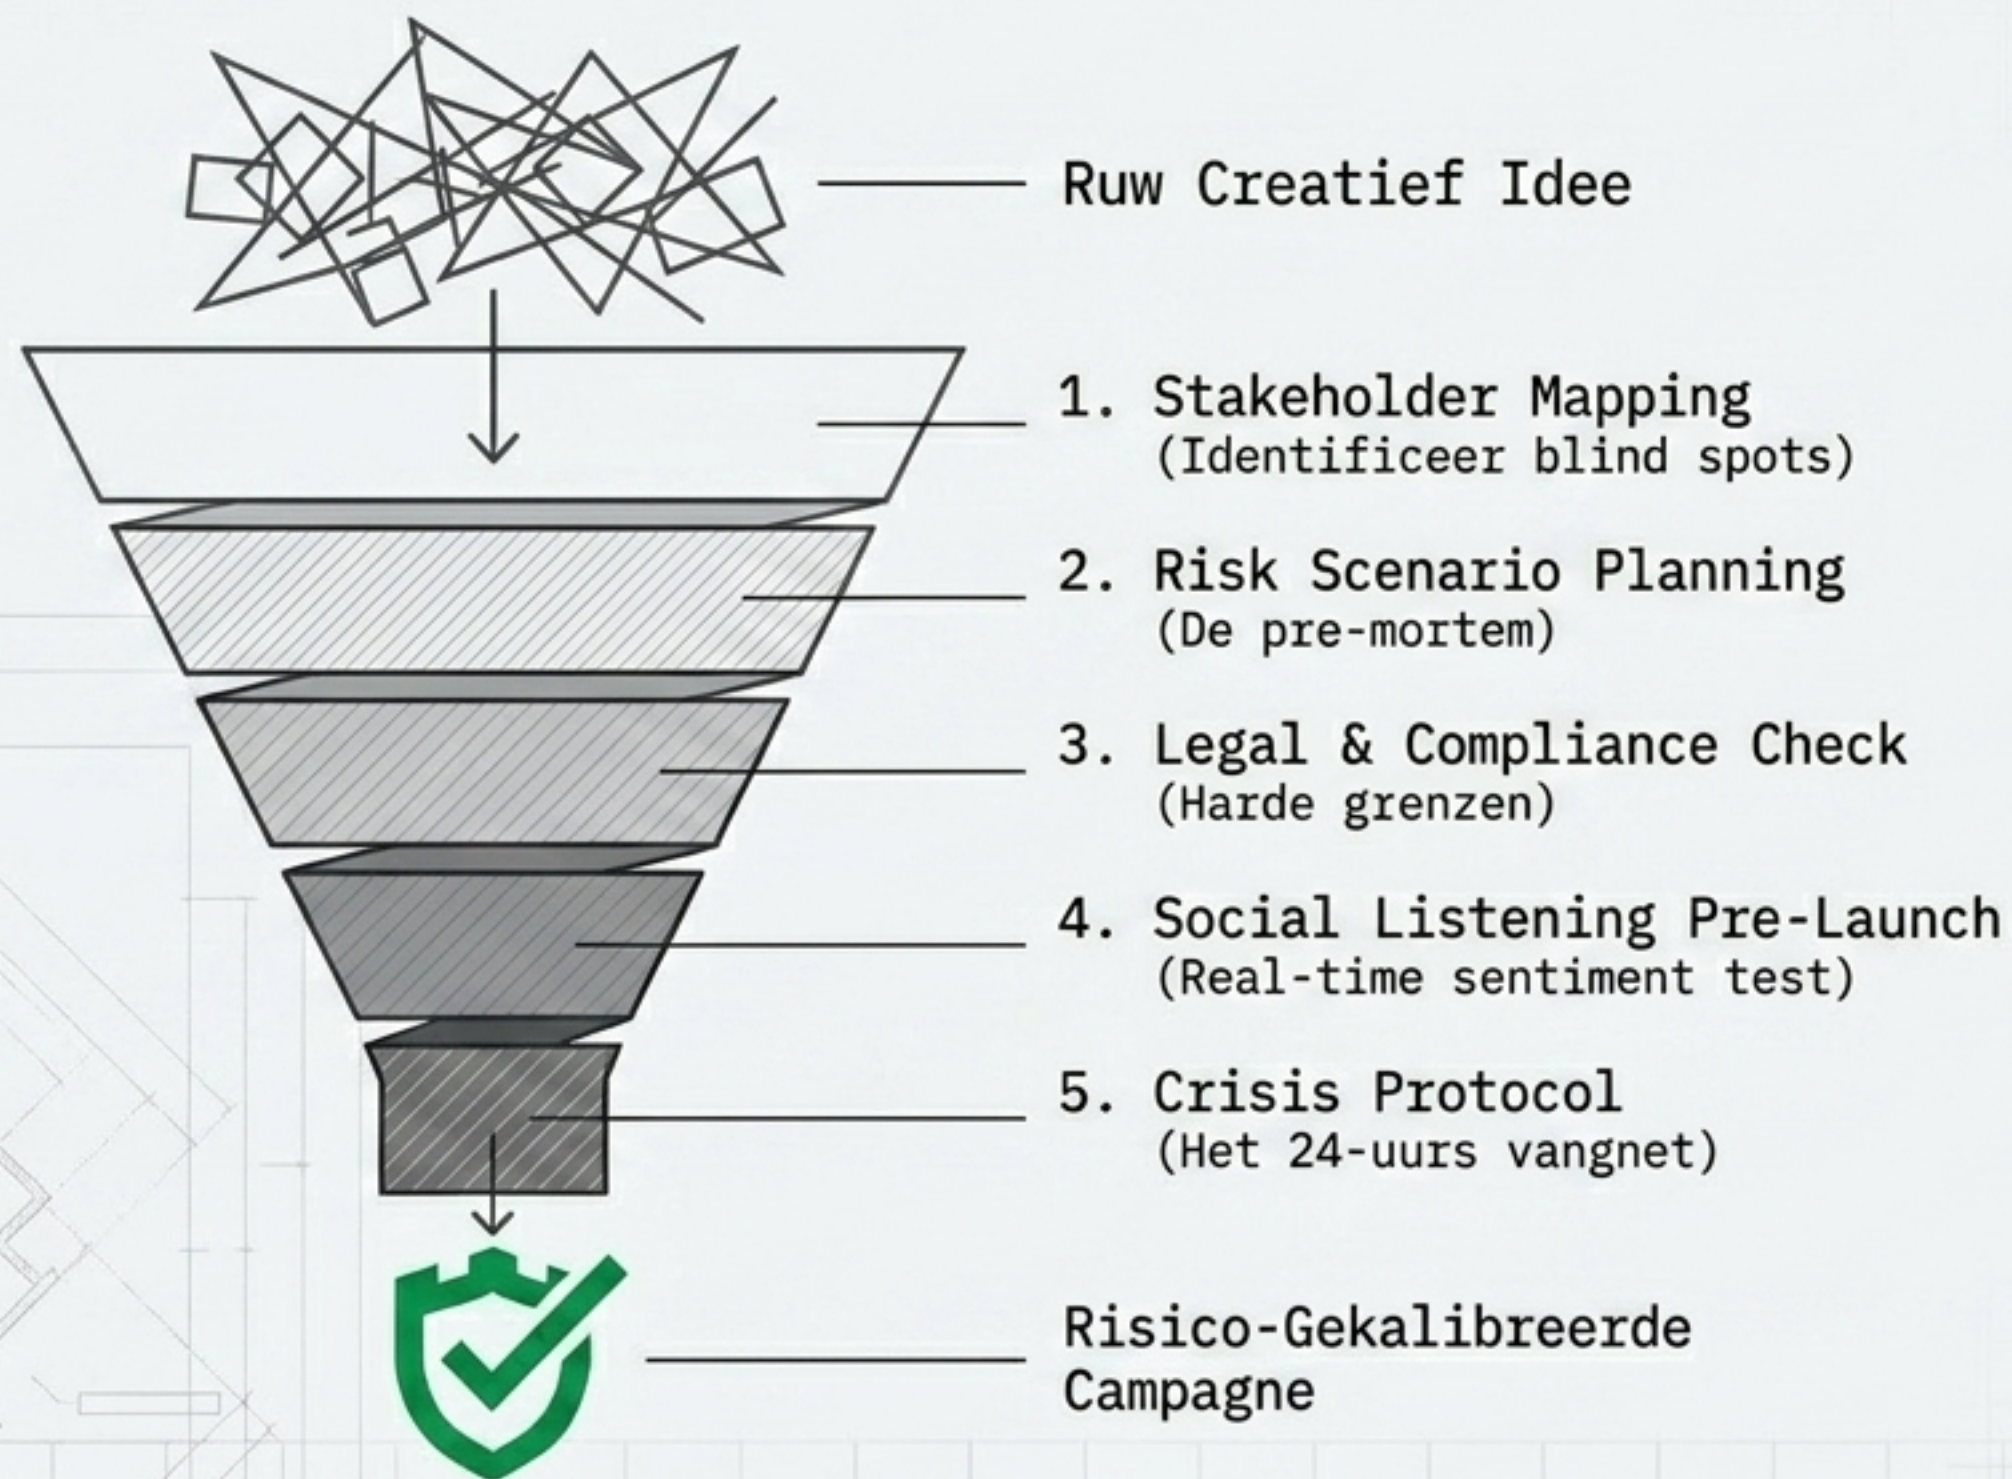 Ruw Creatief Idee
1. Stakeholder Mapping
(Identificeer blind spots)
2. Risk Scenario Planning
(De pre-mortem)
3. Legal & Compliance Check
(Harde grenzen)
4. Social Listening Pre-Launch
(Real-time sentiment test)
5. Crisis Protocol
(Het 24-uurs vangnet)
Risico-Gekalibreerde
Campagne